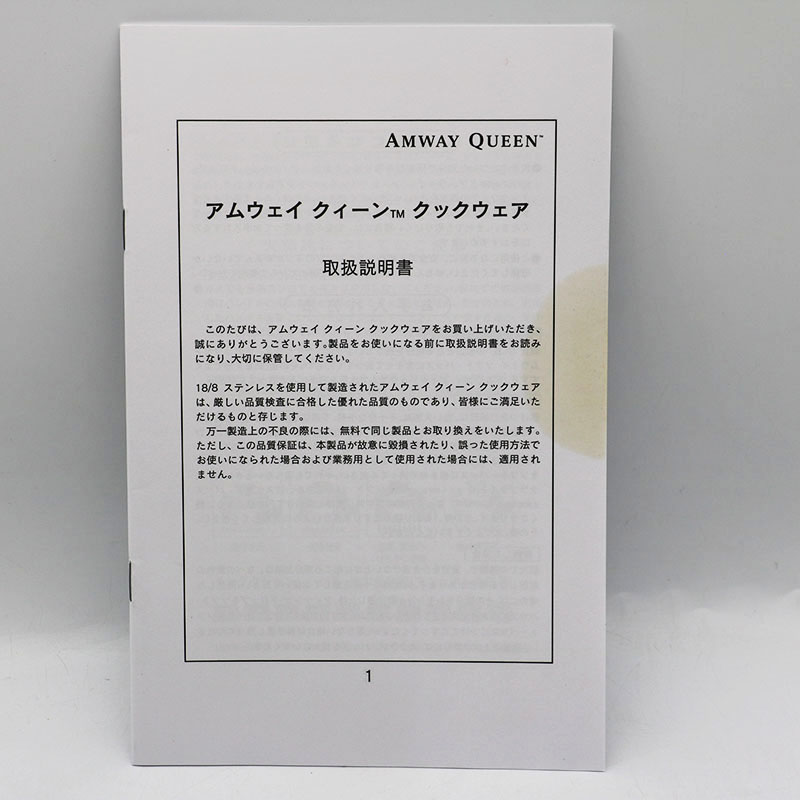 AMWAY QUEEN™
アムウェイ クィーン™ クックウェア
取扱説明書
このたびは、アムウェイ クィーン クックウェアをお買い上げいただき、
誠にありがとうございます。製品をお使いになる前に取扱説明書をお読み
になり、大切に保管してください。
18/8 ステンレスを使用して製造されたアムウェイ クィーン クックウェア
は、厳しい品質検査に合格した優れた品質のものであり、皆様にご満足いた
だけるものと存じます。
万一製造上の不良の際には、無料で同じ製品とお取り換えをいたします。
ただし、この品質保証は、本製品が故意に毀損されたり、誤った使用方法で
お使いになられた場合および業務用として使用された場合には、適用され
ません。
1